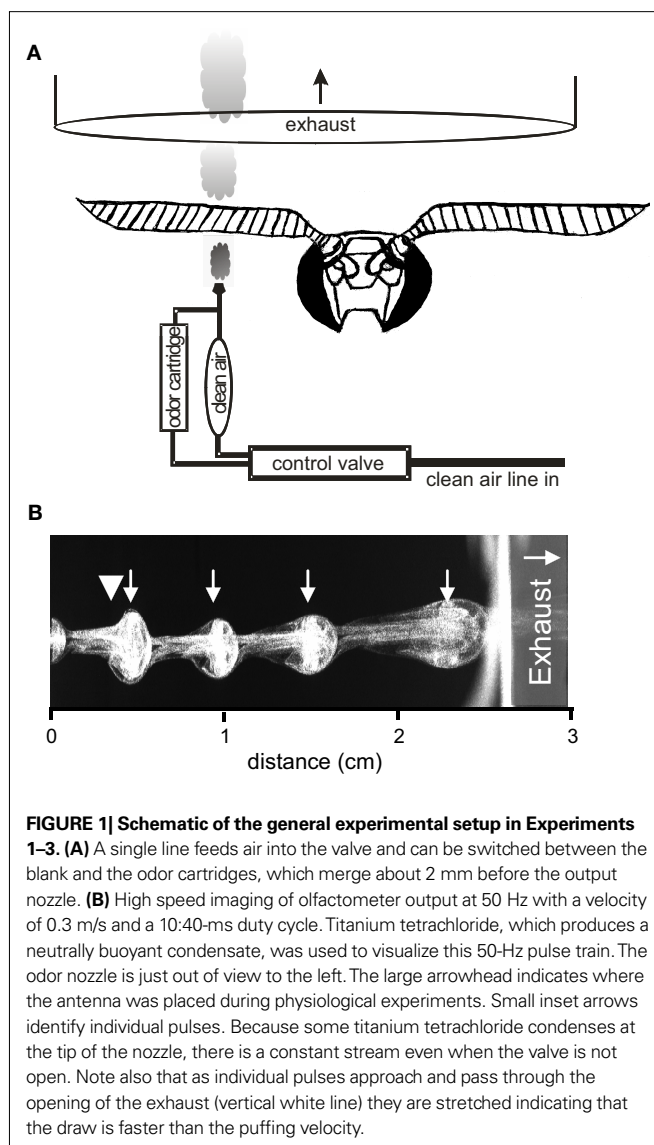 A
exhaust
odor cartridge
clean air
control valve
clean air line in
B
Exhaust
0 1 2 3
distance (cm)
FIGURE 1| Schematic of the general experimental setup in Experiments
1–3. (A) A single line feeds air into the valve and can be switched between the
blank and the odor cartridges, which merge about 2 mm before the output
nozzle. (B) High speed imaging of olfactometer output at 50 Hz with a velocity
of 0.3 m/s and a 10:40-ms duty cycle. Titanium tetrachloride, which produces a
neutrally buoyant condensate, was used to visualize this 50-Hz pulse train. The
odor nozzle is just out of view to the left. The large arrowhead indicates where
the antenna was placed during physiological experiments. Small inset arrows
identify individual pulses. Because some titanium tetrachloride condenses at
the tip of the nozzle, there is a constant stream even when the valve is not
open. Note also that as individual pulses approach and pass through the
opening of the exhaust (vertical white line) they are stretched indicating that
the draw is faster than the puffing velocity.